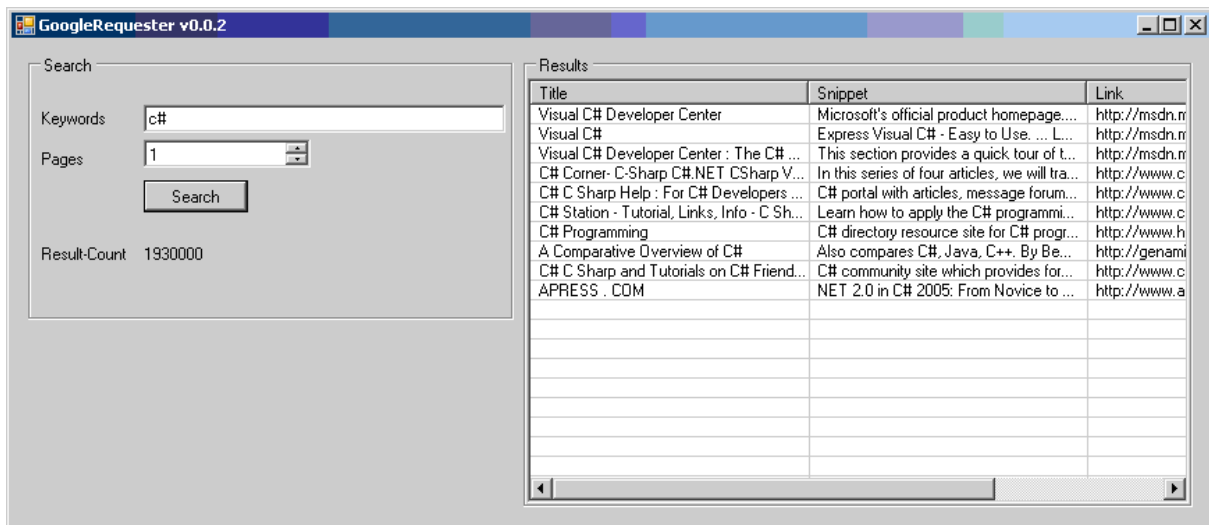 GoogleRequester v0.0.2
Search
Keywords c#
Pages 1
Search
Result-Count 1930000
Results
Title Snippet Link
Visual C# Developer Center Microsoft's official product homepage.... http://msdn.m
Visual C# Express Visual C# - Easy to Use. ... L... http://msdn.m
Visual C# Developer Center : The C# ... This section provides a quick tour of t... http://msdn.m
C# Corner- C-Sharp C#.NET CSharp V... In this series of four articles, we will tra... http://www.c
C# C Sharp Help : For C# Developers ... C# portal with articles, message forum... http://www.c
C# Station - Tutorial, Links, Info - C Sh... Learn how to apply the C# programmi... http://www.c
C# Programming C# directory resource site for C# progr... http://www.h
A Comparative Overview of C# Also compares C#, Java, C++. By Be... http://genami
C# C Sharp and Tutorials on C# Friend... C# community site which provides for... http://www.c
APRESS . COM NET 2.0 in C# 2005: From Novice to ... http://www.a